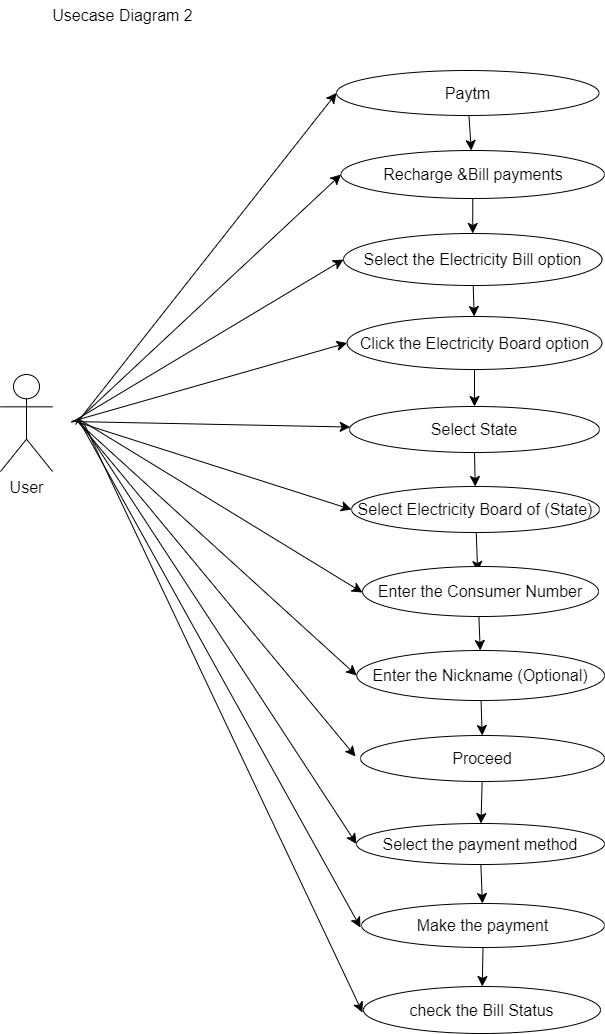 Usecase Diagram 2
Paytm
Recharge &Bill payments
Select the Electricity Bill option
Click the Electricity Board option
Select State
User
Select Electricity Board of (State)
Enter the Consumer Number
Enter the Nickname (Optional)
Proceed
Select the payment method
Make the payment
check the Bill Status